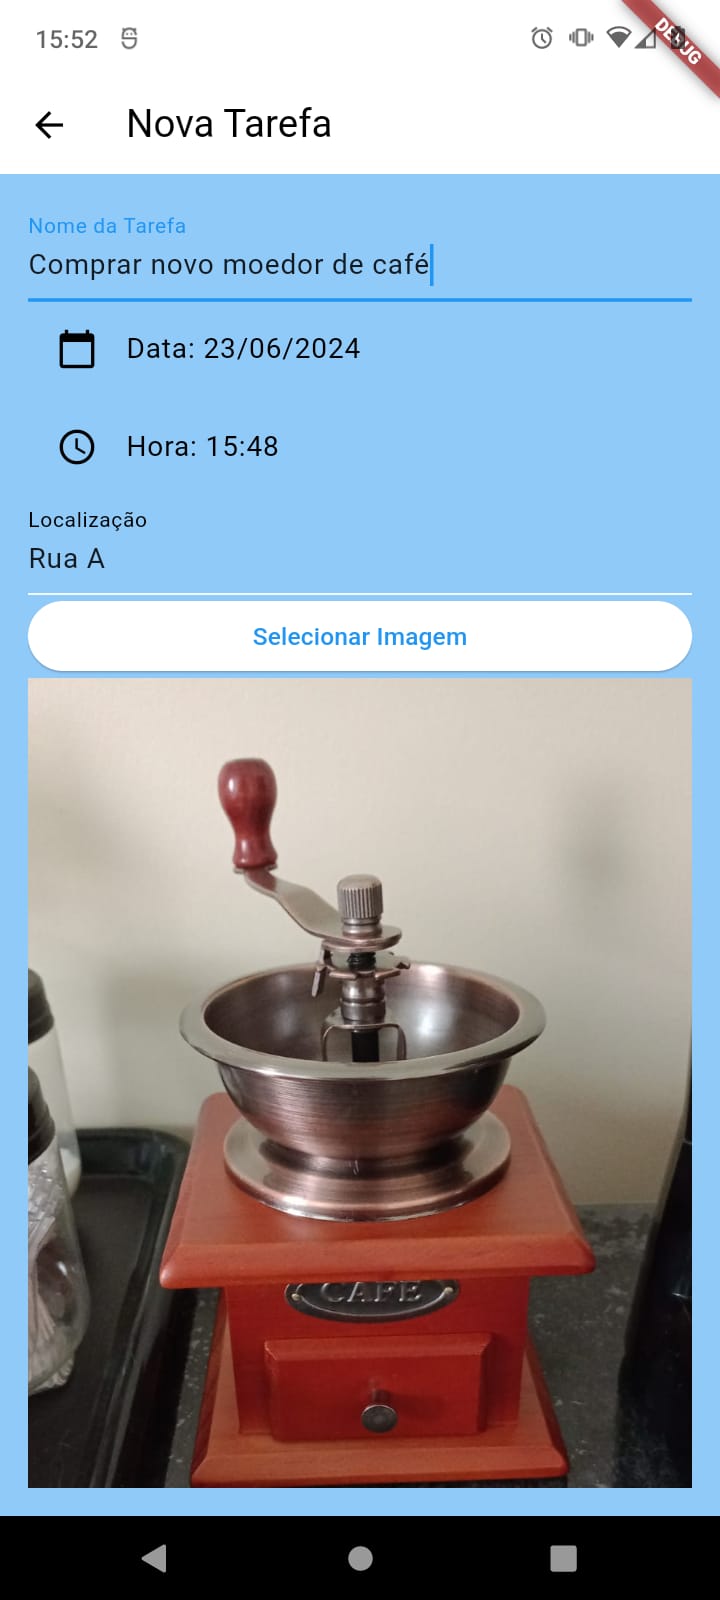 15:52
DEBUG
Nova Tarefa
Nome da Tarefa
Comprar novo moedor de café
Data: 23/06/2024
Hora: 15:48
Localização
Rua A
Selecionar Imagem
CAFE